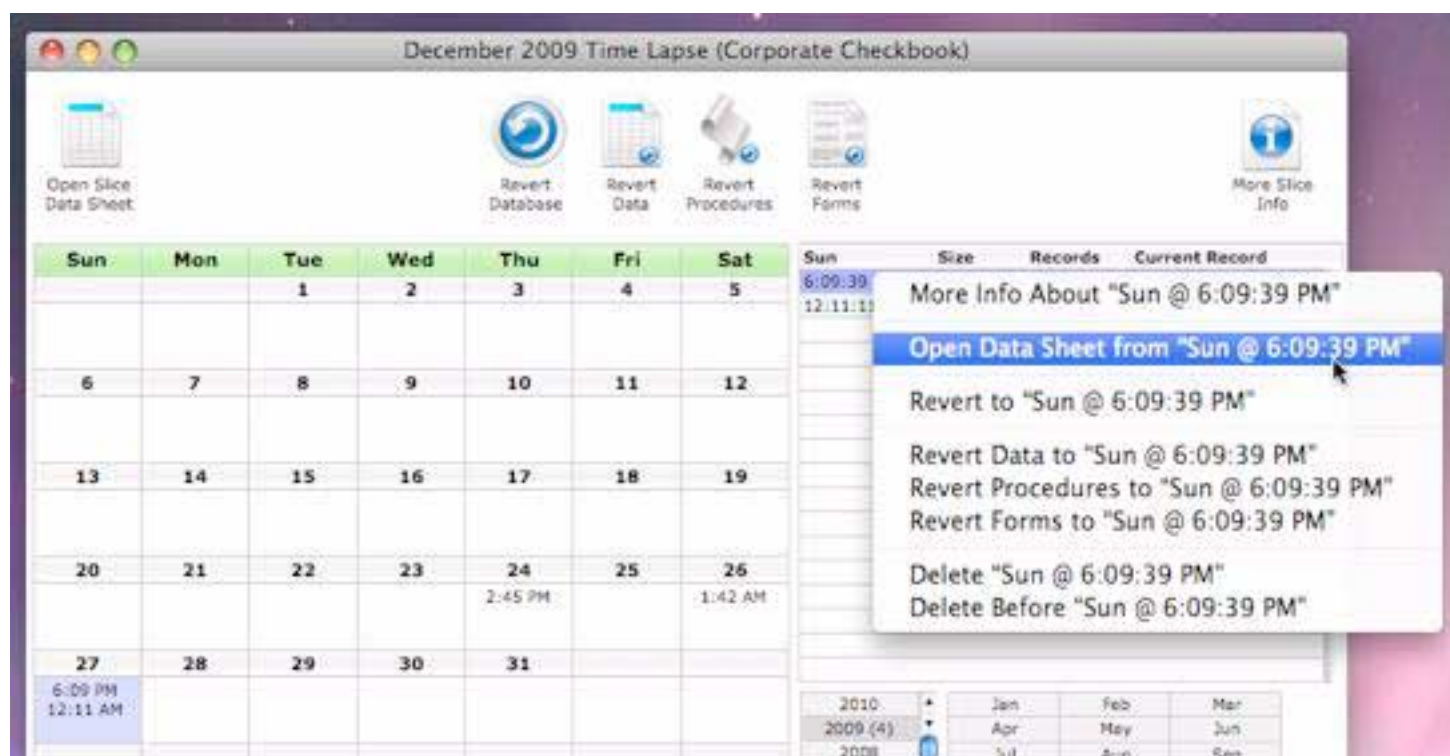 December 2009 Time Lapse (Corporate Checkbook)
Open Slice
Data Sheet
Revert
Database
Revert
Data
Revert
Procedures
Revert
Forms
More Slice
Info
Sun Mon Tue Wed Thu Fri Sat
1 2 3 4 5
6 7 8 9 10 11 12
13 14 15 16 17 18 19
20 21 22 23 24 25 26
2:45 PM 1:42 AM
27 28 29 30 31
6:09 PM
12:11 AM
Sun Size Records Current Record
6:09:39
12:11:11
More Info About "Sun @ 6:09:39 PM"
Open Data Sheet from "Sun @ 6:09:39 PM"
Revert to "Sun @ 6:09:39 PM"
Revert Data to "Sun @ 6:09:39 PM"
Revert Procedures to "Sun @ 6:09:39 PM"
Revert Forms to "Sun @ 6:09:39 PM"
Delete "Sun @ 6:09:39 PM"
Delete Before "Sun @ 6:09:39 PM"
2010 Jan Feb Mar
2009 (4) Apr May Jun
2008 Jul Aug Sep